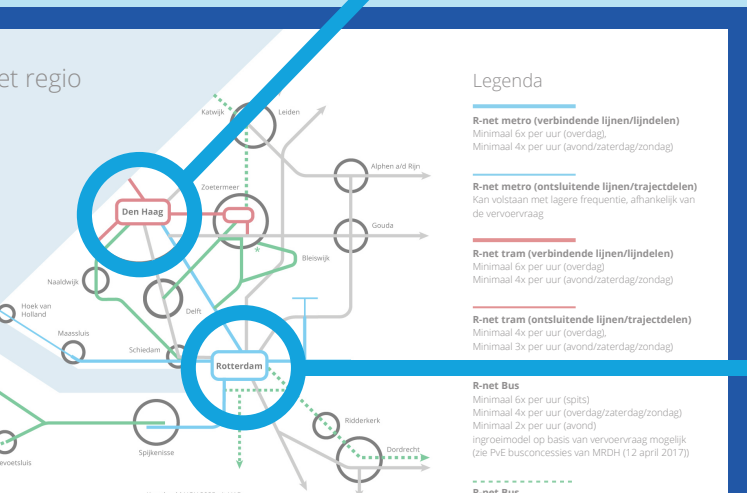 et regio
Legenda
R-net metro (verbindende lijnen/lijndelen)
Minimaal 6x per uur (overdag),
Minimaal 4x per uur (avond/zaterdag/zondag)
R-net metro (ontsluitende lijnen/trajectdelen)
Kan volstaan met lagere frequentie, afhankelijk van
de vervoervraag
R-net tram (verbindende lijnen/lijndelen)
Minimaal 6x per uur (overdag)
Minimaal 4x per uur (avond/zaterdag/zondag)
R-net tram (ontsluitende lijnen/trajectdelen)
Minimaal 4x per uur (overdag),
Minimaal 3x per uur (avond/zaterdag/zondag)
R-net Bus
Minimaal 6x per uur (spits)
Minimaal 4x per uur (overdag/zaterdag/zondag)
Minimaal 2x per uur (avond)
ingroeimodel op basis van vervoervraag mogelijk
(zie PvE busconcessies van MRDH (12 april 2017))
R-net Bus
Katwijk
Leiden
Alphen a/d Rijn
Zoetermeer
Den Haag
Gouda
*
Bleiswijk
Naaldwijk
Hoek van
Holland
Delft
Maassluis
Schiedam
Rotterdam
Ridderkerk
Dordrecht
Spijkenisse
evoetsluis